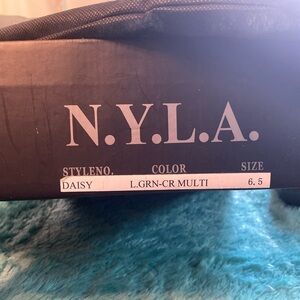 N.Y.L.A.
STYLENO. COLOR SIZE
DAISY L.GRN-CR MULTI 6.5